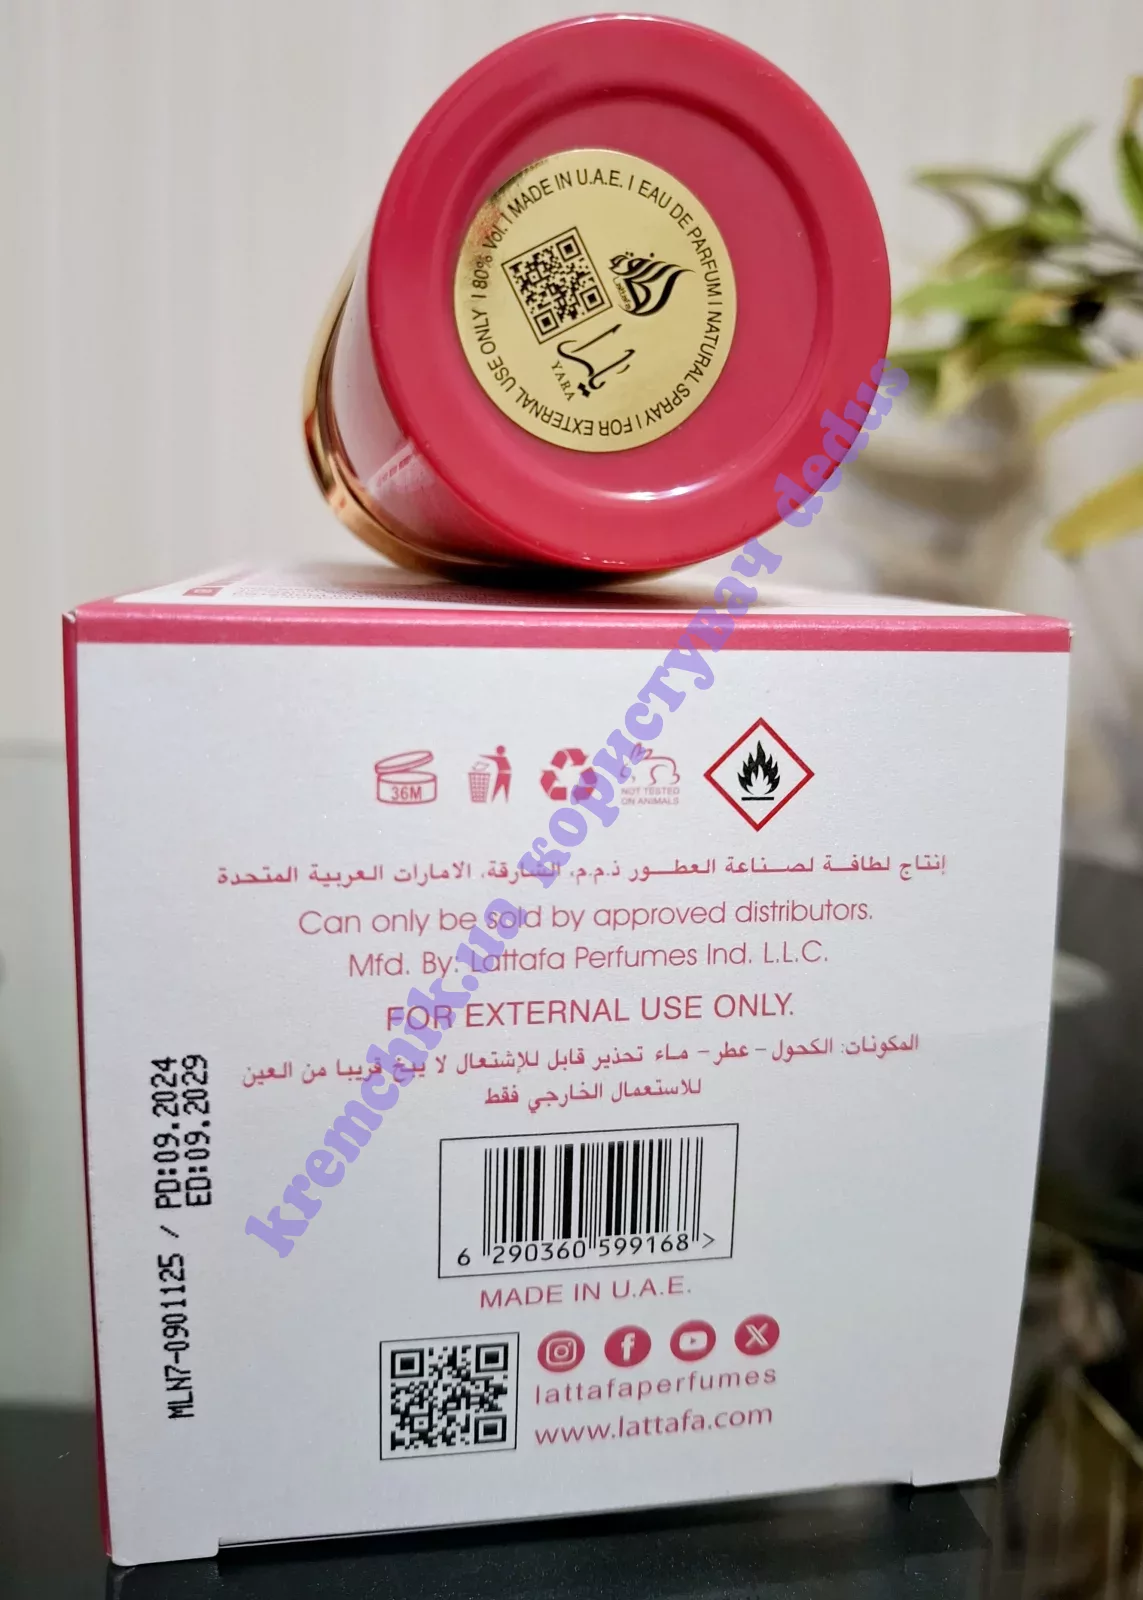 MADE IN U.A.E. | EAU DE PARFUM | NATURAL SPRAY | FOR EXTERNAL USE ONLY | 80% Vol. |
لطافة
Lattafa
يارا
YARA
36M
NOT TESTED
ON ANIMALS
إنتاج لطافة لصناعة العطور ذ.م.م, الشارقة, الامارات العربية المتحدة
Can only be sold by approved distributors.
Mfd. By: Lattafa Perfumes Ind. L.L.C.
FOR EXTERNAL USE ONLY.
المكونات: الكحول - عطر - ماء تحذير قابل للإشتعال لا يبخ قريبا من العين
للاستعمال الخارجي فقط
6 290360 599168 >
MADE IN U.A.E.
lattafaperfumes
www.lattafa.com
MLN7-0901125 / PD:09.2024
ED:09.2029
kremchik.ua користувач dedus